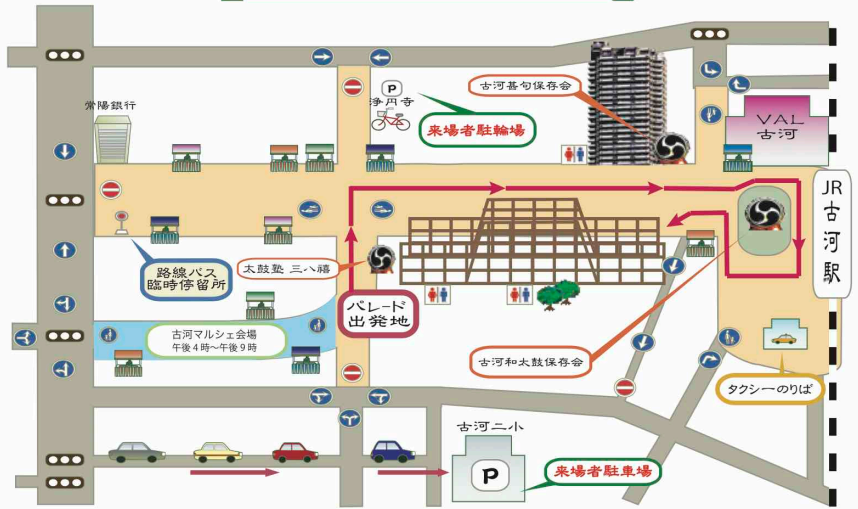 常陽銀行
P
浄円寺
来場者駐輪場
古河甚句保存会
VAL
古河
JR
古河駅
路線バス
臨時停留所
太鼓塾 三八禧
パレード
出発地
古河マルシェ会場
午後4時~午後9時
古河和太鼓保存会
タクシーのりば
古河二小
P
来場者駐車場